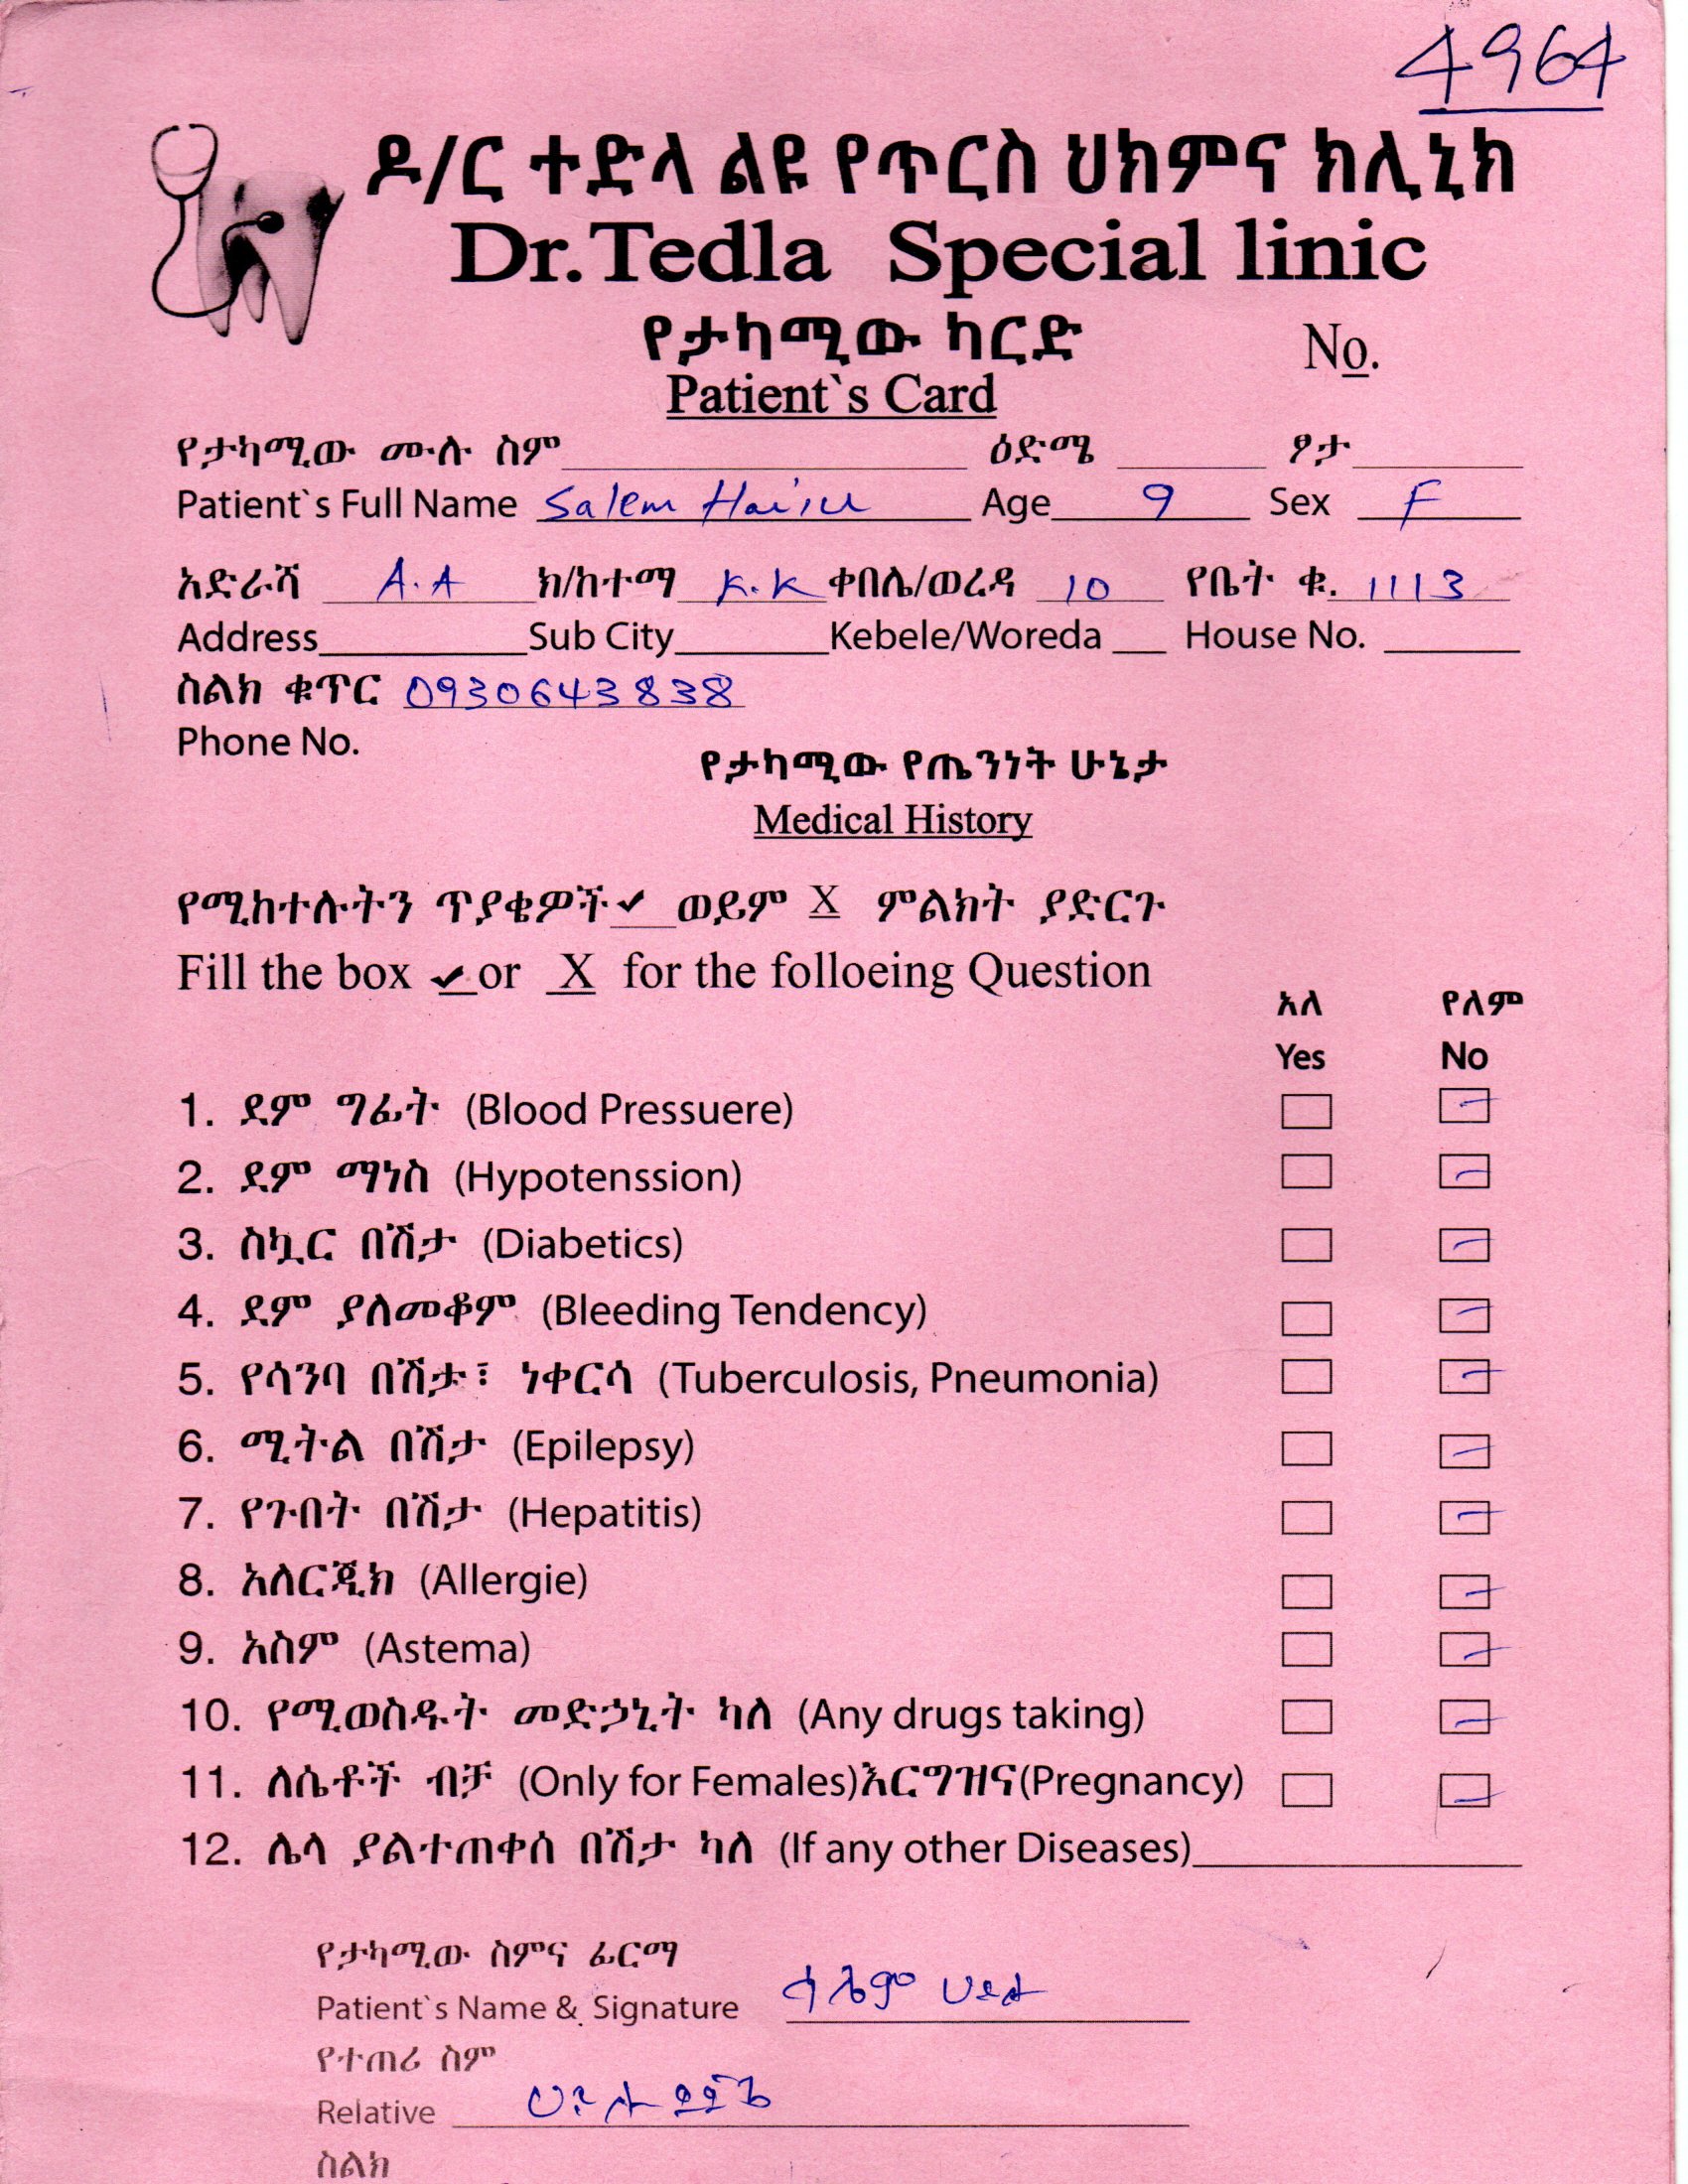 4964
ዶ/ር ተድላ ልዩ የጥርስ ህክምና ክሊኒክ
Dr.Tedla Special linic
የታካሚው ካርድ
No.
Patient`s Card
የታካሚው ሙሉ ስም ዕድሜ ፆታ
Patient`s Full Name Salem Age 9 Sex F
አድራሻ A.A ክ/ከተማ K.K ቀበሌ/ወረዳ 10 የቤት ቁ. 1113
Address Sub City Kebele/Woreda House No.
ስልክ ቁጥር 0930643838
Phone No.
የታካሚው የጤንነት ሁኔታ
Medical History
የሚከተሉትን ጥያቄዎች ✔ ወይም X ምልክት ያድርጉ
Fill the box ✔ or X for the folloeing Question
አለ የለም
Yes No
1. ደም ግፊት (Blood Pressuere)
2. ደም ማነስ (Hypotenssion)
3. ስኳር በሽታ (Diabetics)
4. ደም ያለመቆም (Bleeding Tendency)
5. የሳንባ በሽታ፣ ነቀርሳ (Tuberculosis, Pneumonia)
6. ሚትል በሽታ (Epilepsy)
7. የጉበት በሽታ (Hepatitis)
8. አለርጂክ (Allergie)
9. አስም (Astema)
10. የሚወስዱት መድኃኒት ካለ (Any drugs taking)
11. ለሴቶች ብቻ (Only for Females)እርግዝና(Pregnancy)
12. ሌላ ያልተጠቀሰ በሽታ ካለ (If any other Diseases)
የታካሚው ስምና ፊርማ
Patient`s Name & Signature ሳሌም
የተጠሪ ስም
Relative
ስልክ